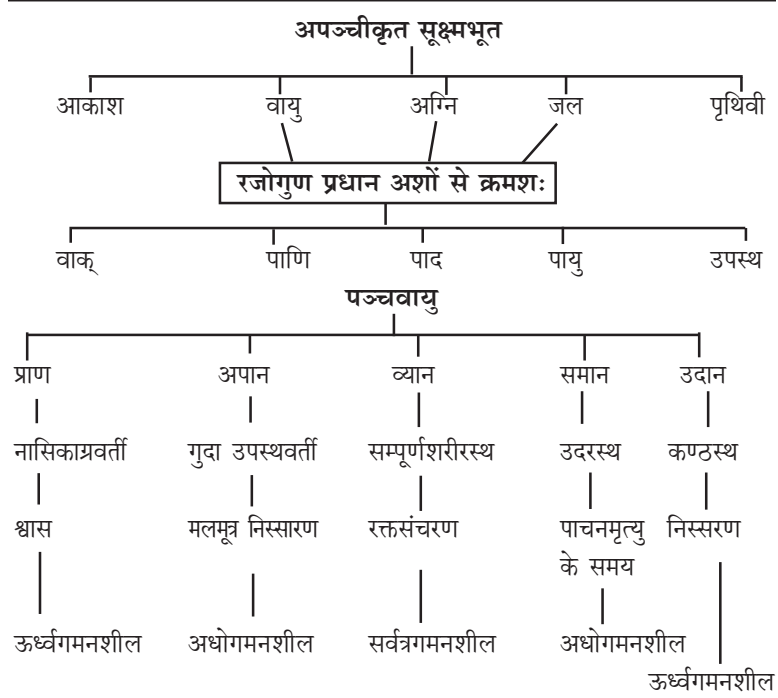 अपञ्चीकृत सूक्ष्मभूत
आकाश वायु अग्नि जल पृथिवी
रजोगुण प्रधान अशों से क्रमशः
वाक् पाणि पाद पायु उपस्थ
पञ्चवायु
प्राण अपान व्यान समान उदान
नासिकाग्रवर्ती गुदा उपस्थवर्ती सम्पूर्णशरीरस्थ उदरस्थ कण्ठस्थ
श्वास मलमूत्र निस्सारण रक्तसंचरण पाचनमृत्यु निस्सरण
के समय
ऊर्ध्वगमनशील अधोगमनशील सर्वत्रगमनशील अधोगमनशील
ऊर्ध्वगमनशील